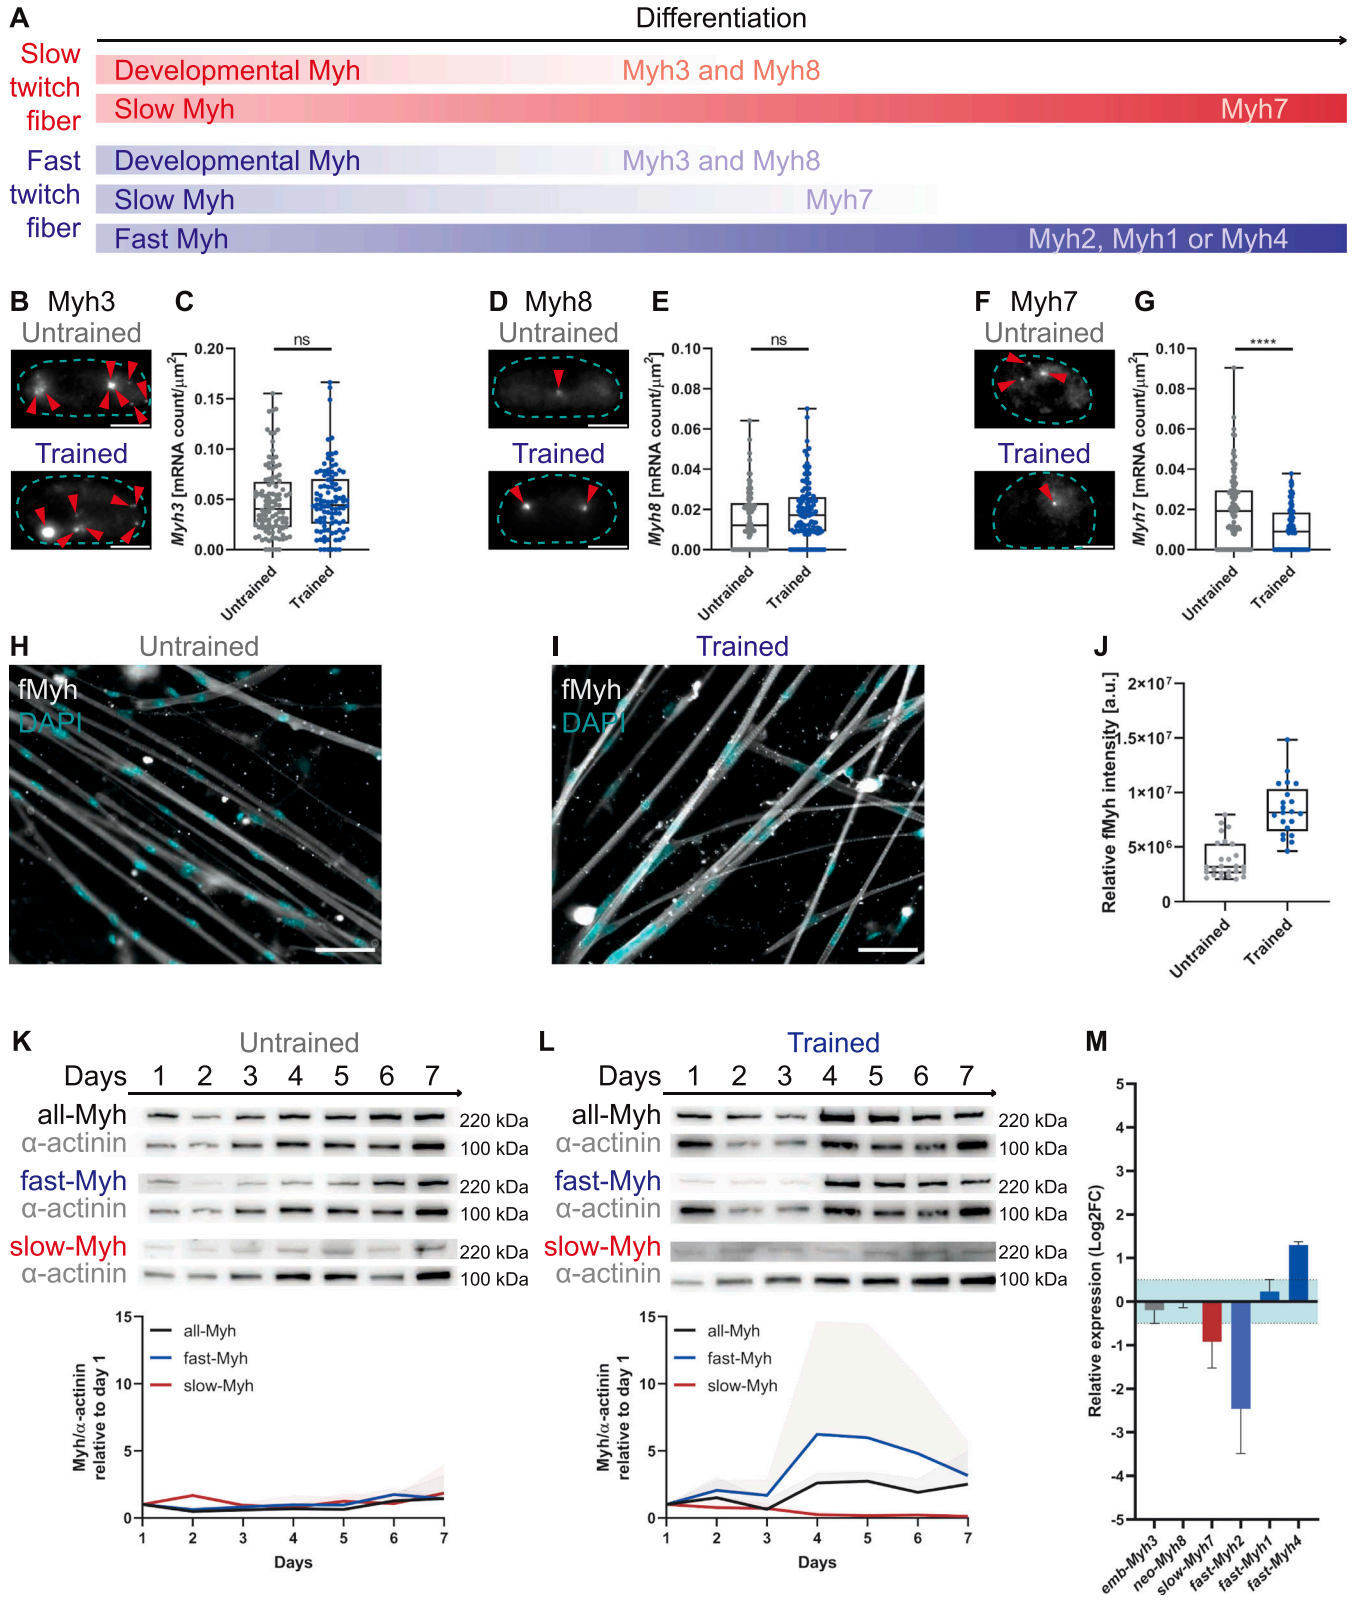 A
Differentiation
Slow
twitch
fiber
Developmental Myh
Myh3 and Myh8
Slow Myh
Myh7
Fast
twitch
fiber
Developmental Myh
Myh3 and Myh8
Slow Myh
Myh7
Fast Myh
Myh2, Myh1 or Myh4
B Myh3
Untrained
Trained
C
Myh3 [mRNA count/µm²]
0.20
0.15
0.10
0.05
0.00
ns
Untrained
Trained
D Myh8
Untrained
Trained
E
Myh8 [mRNA count/µm²]
0.10
0.08
0.06
0.04
0.02
0.00
ns
Untrained
Trained
F Myh7
Untrained
Trained
G
Myh7 [mRNA count/µm²]
0.10
0.08
0.06
0.04
0.02
0.00
****
Untrained
Trained
H Untrained
fMyh
DAPI
I Trained
fMyh
DAPI
J
Relative fMyh intensity [a.u.]
2×10⁷
1.5×10⁷
1×10⁷
5×10⁶
0
Untrained
Trained
K Untrained
Days 1 2 3 4 5 6 7
all-Myh 220 kDa
α-actinin 100 kDa
fast-Myh 220 kDa
α-actinin 100 kDa
slow-Myh 220 kDa
α-actinin 100 kDa
Myh/α-actinin
relative to day 1
15
10
5
0
all-Myh
fast-Myh
slow-Myh
1 2 3 4 5 6 7
Days
L Trained
Days 1 2 3 4 5 6 7
all-Myh 220 kDa
α-actinin 100 kDa
fast-Myh 220 kDa
α-actinin 100 kDa
slow-Myh 220 kDa
α-actinin 100 kDa
Myh/α-actinin
relative to day 1
15
10
5
0
all-Myh
fast-Myh
slow-Myh
1 2 3 4 5 6 7
Days
M
Relative expression (Log2FC)
5
4
3
2
1
0
-1
-2
-3
-4
-5
emb-Myh3
neo-Myh8
slow-Myh7
fast-Myh2
fast-Myh1
fast-Myh4